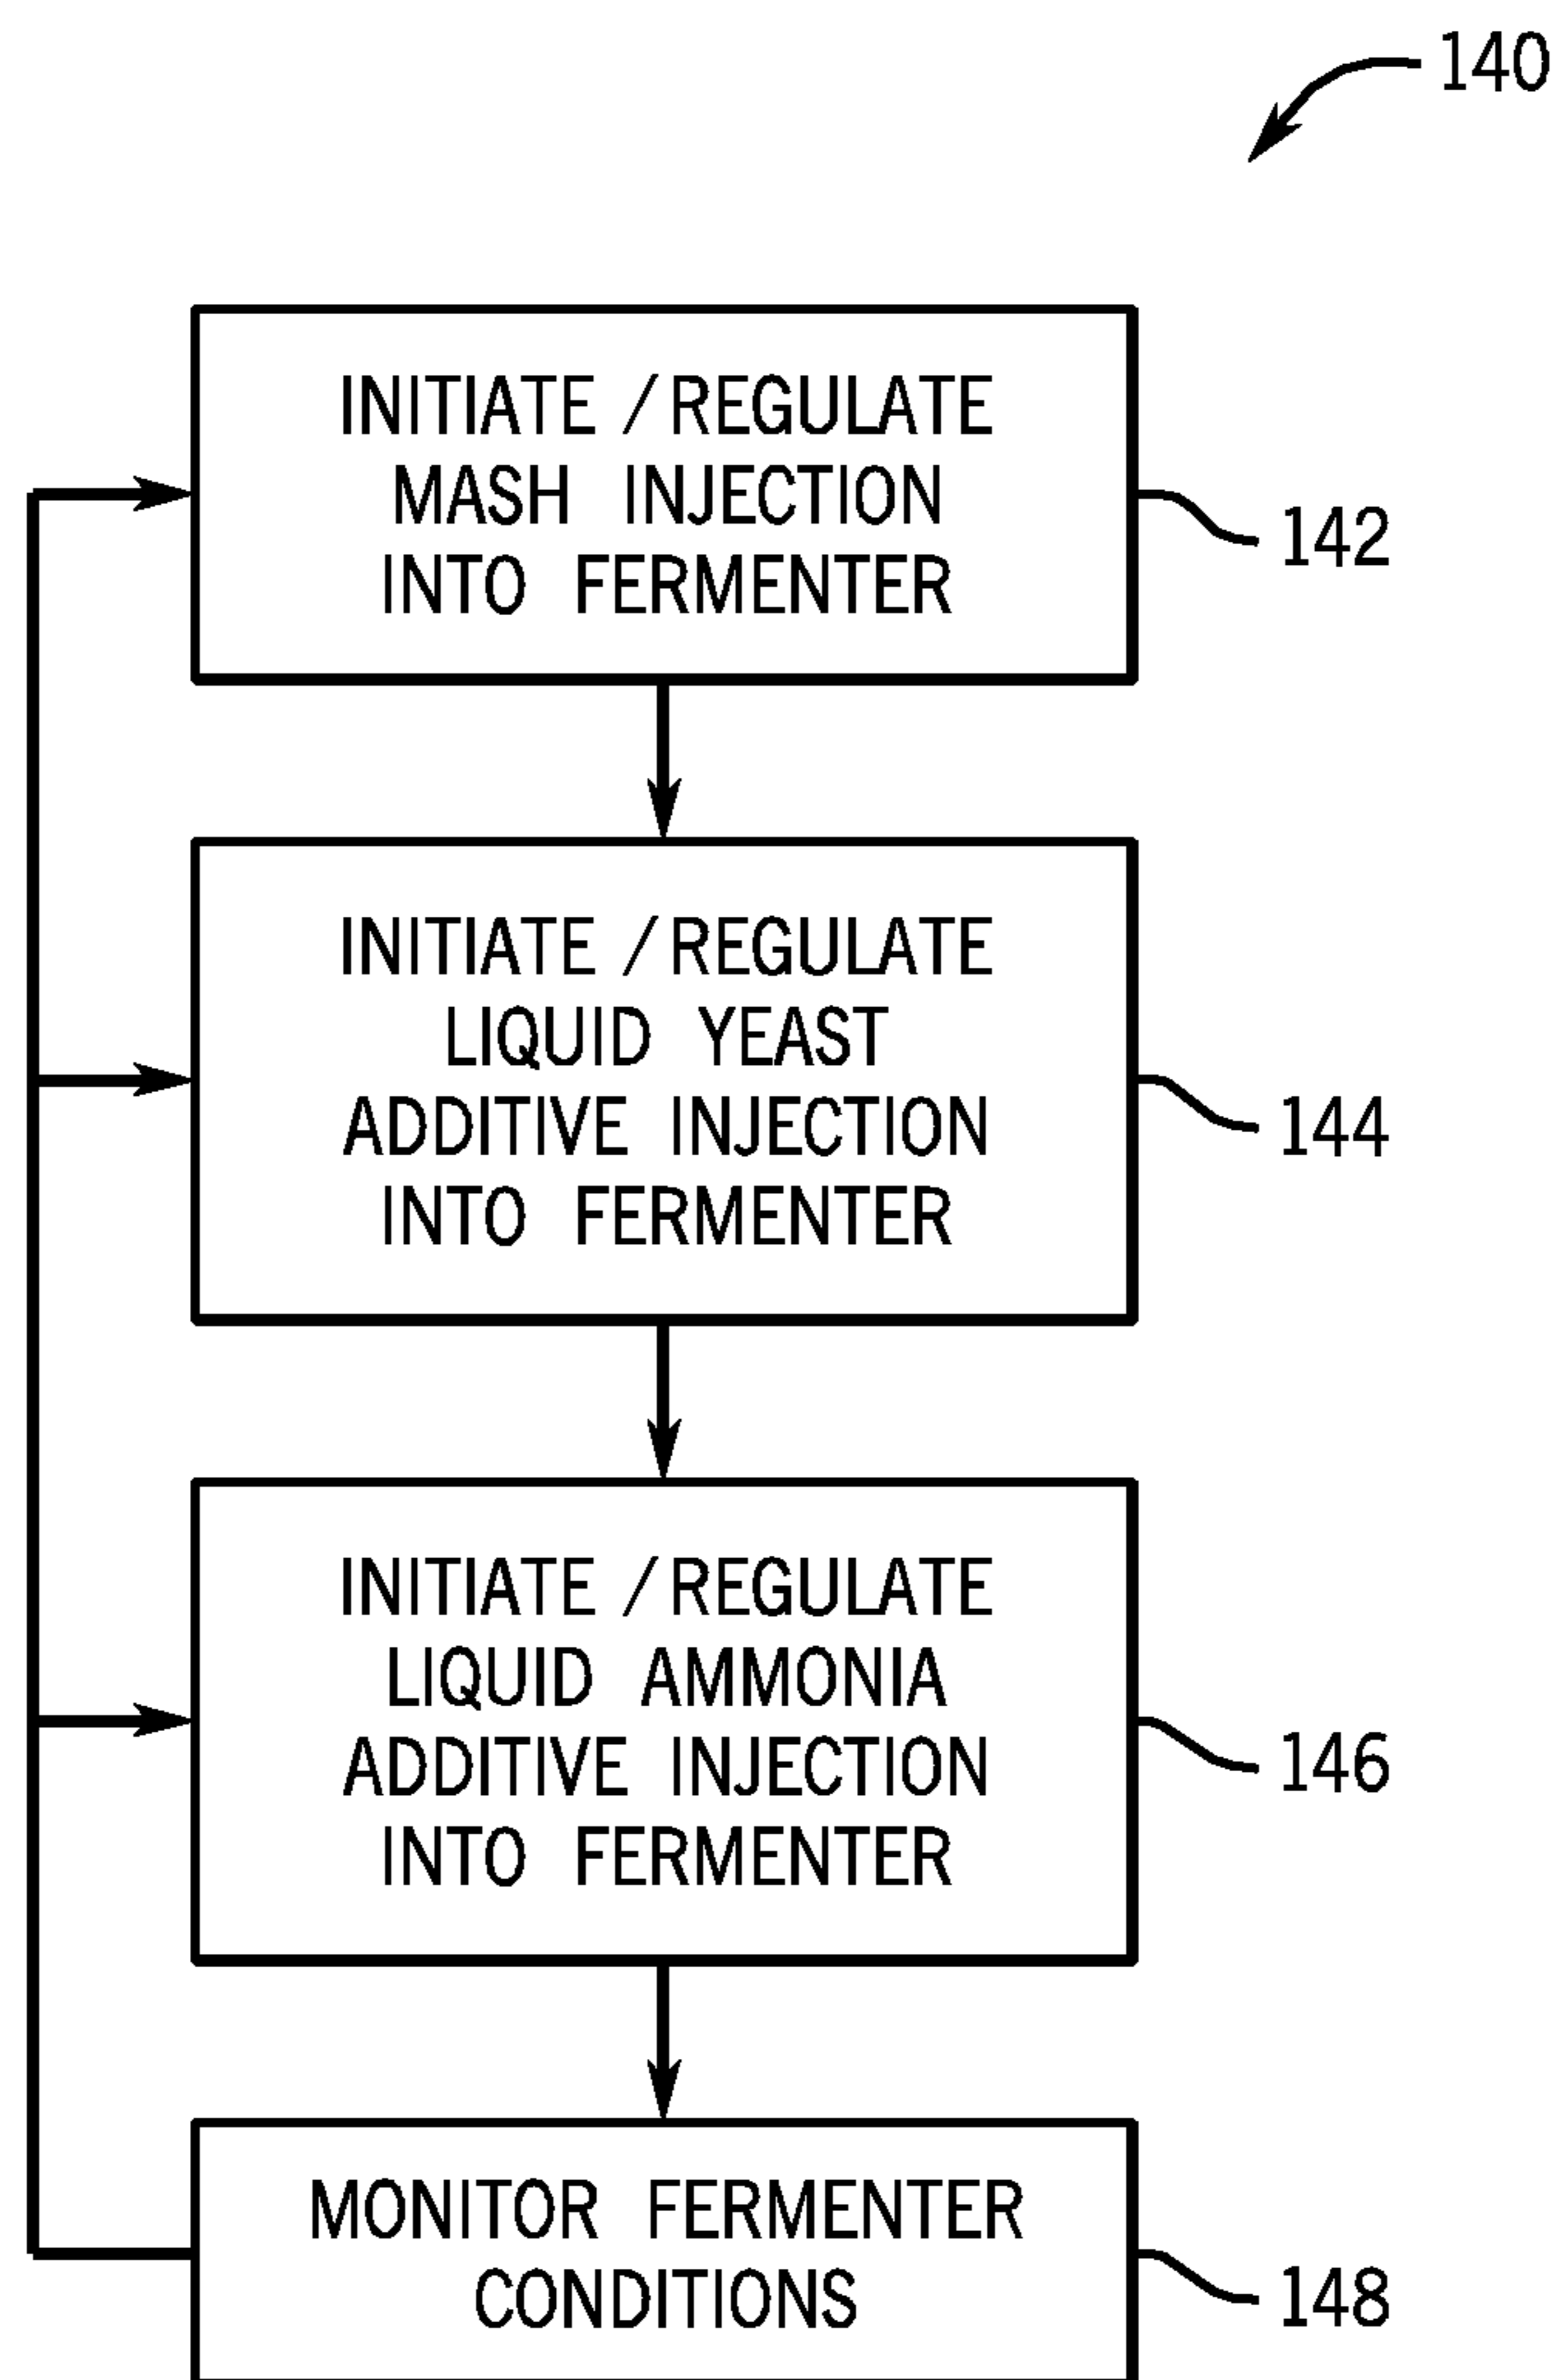 140
INITIATE/REGULATE
MASH INJECTION
INTO FERMENTER
142
INITIATE/REGULATE
LIQUID YEAST
ADDITIVE INJECTION
INTO FERMENTER
144
INITIATE/REGULATE
LIQUID AMMONIA
ADDITIVE INJECTION
INTO FERMENTER
146
MONITOR FERMENTER
CONDITIONS
148